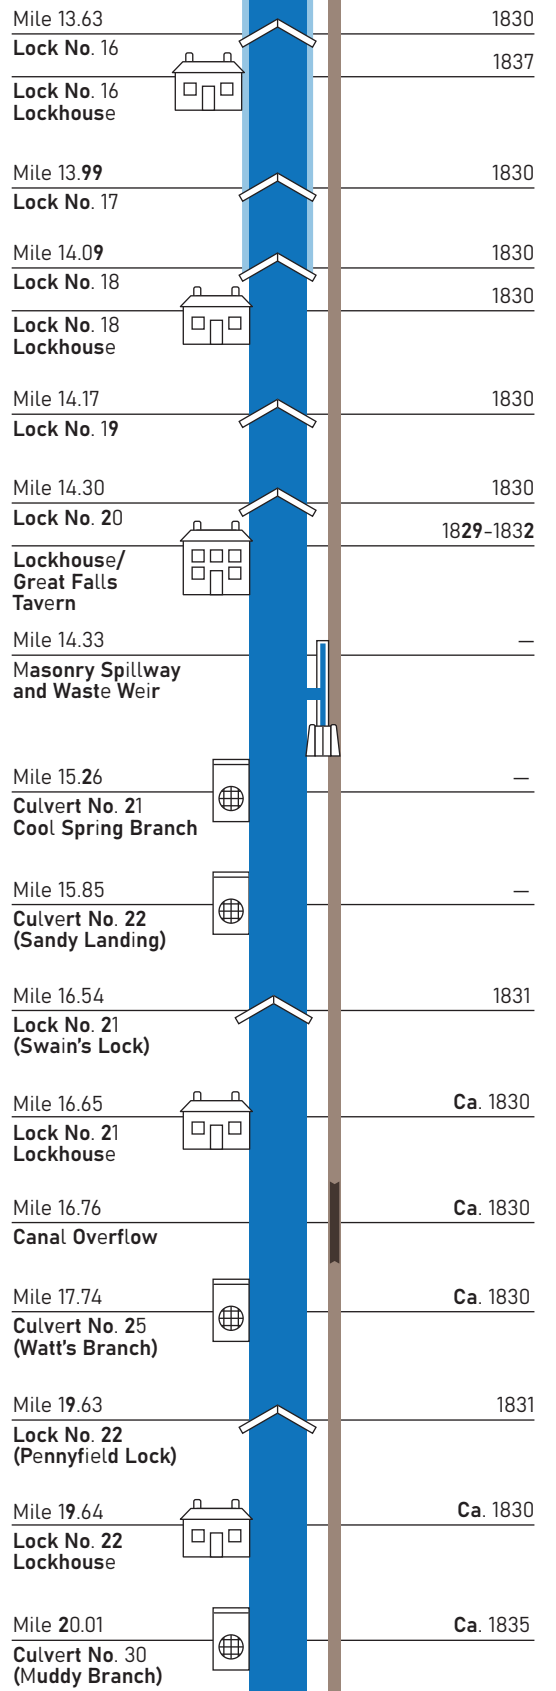 Mile 13.63 1830
Lock No. 16
1837
Lock No. 16
Lockhouse
Mile 13.99 1830
Lock No. 17
Mile 14.09 1830
Lock No. 18
1830
Lock No. 18
Lockhouse
Mile 14.17 1830
Lock No. 19
Mile 14.30 1830
Lock No. 20
1829–1832
Lockhouse/
Great Falls
Tavern
Mile 14.33 —
Masonry Spillway
and Waste Weir
Mile 15.26 —
Culvert No. 21
Cool Spring Branch
Mile 15.85 —
Culvert No. 22
(Sandy Landing)
Mile 16.54 1831
Lock No. 21
(Swain's Lock)
Mile 16.65 Ca. 1830
Lock No. 21
Lockhouse
Mile 16.76 Ca. 1830
Canal Overflow
Mile 17.74 Ca. 1830
Culvert No. 25
(Watt's Branch)
Mile 19.63 1831
Lock No. 22
(Pennyfield Lock)
Mile 19.64 Ca. 1830
Lock No. 22
Lockhouse
Mile 20.01 Ca. 1835
Culvert No. 30
(Muddy Branch)